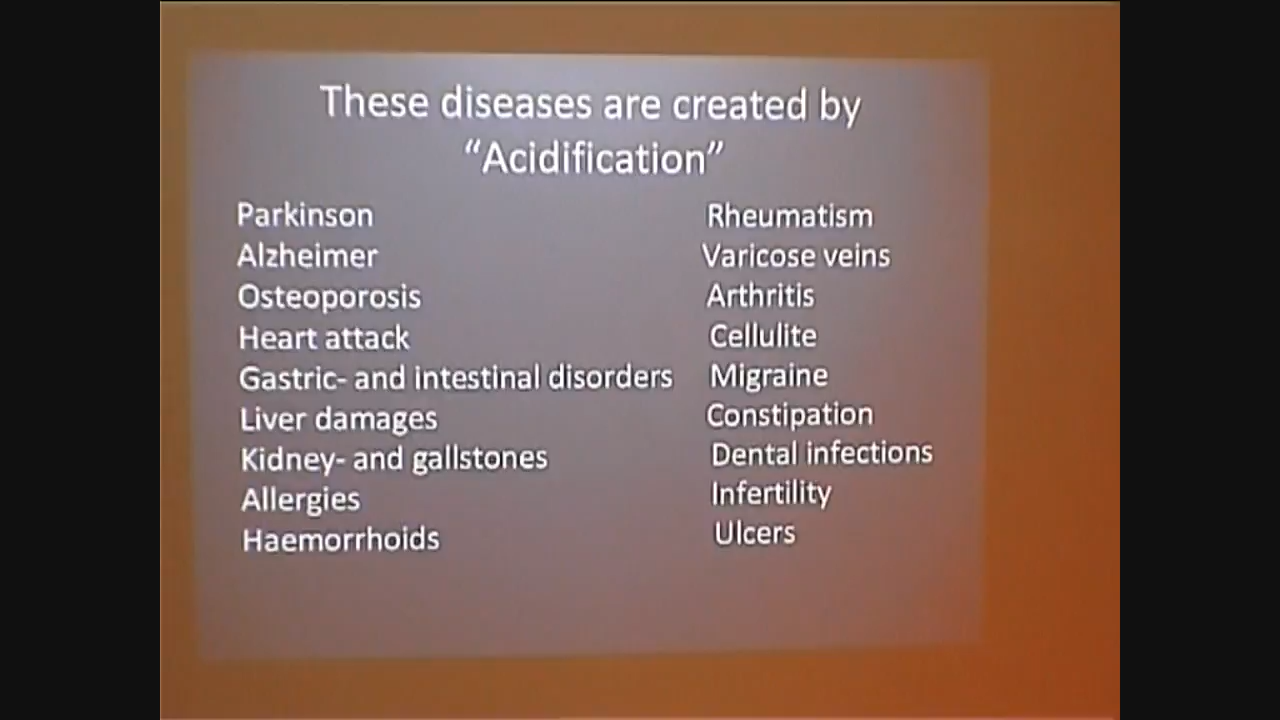 These diseases are created by
“Acidification”
Parkinson
Alzheimer
Osteoporosis
Heart attack
Gastric- and intestinal disorders
Liver damages
Kidney- and gallstones
Allergies
Haemorrhoids
Rheumatism
Varicose veins
Arthritis
Cellulite
Migraine
Constipation
Dental infections
Infertility
Ulcers